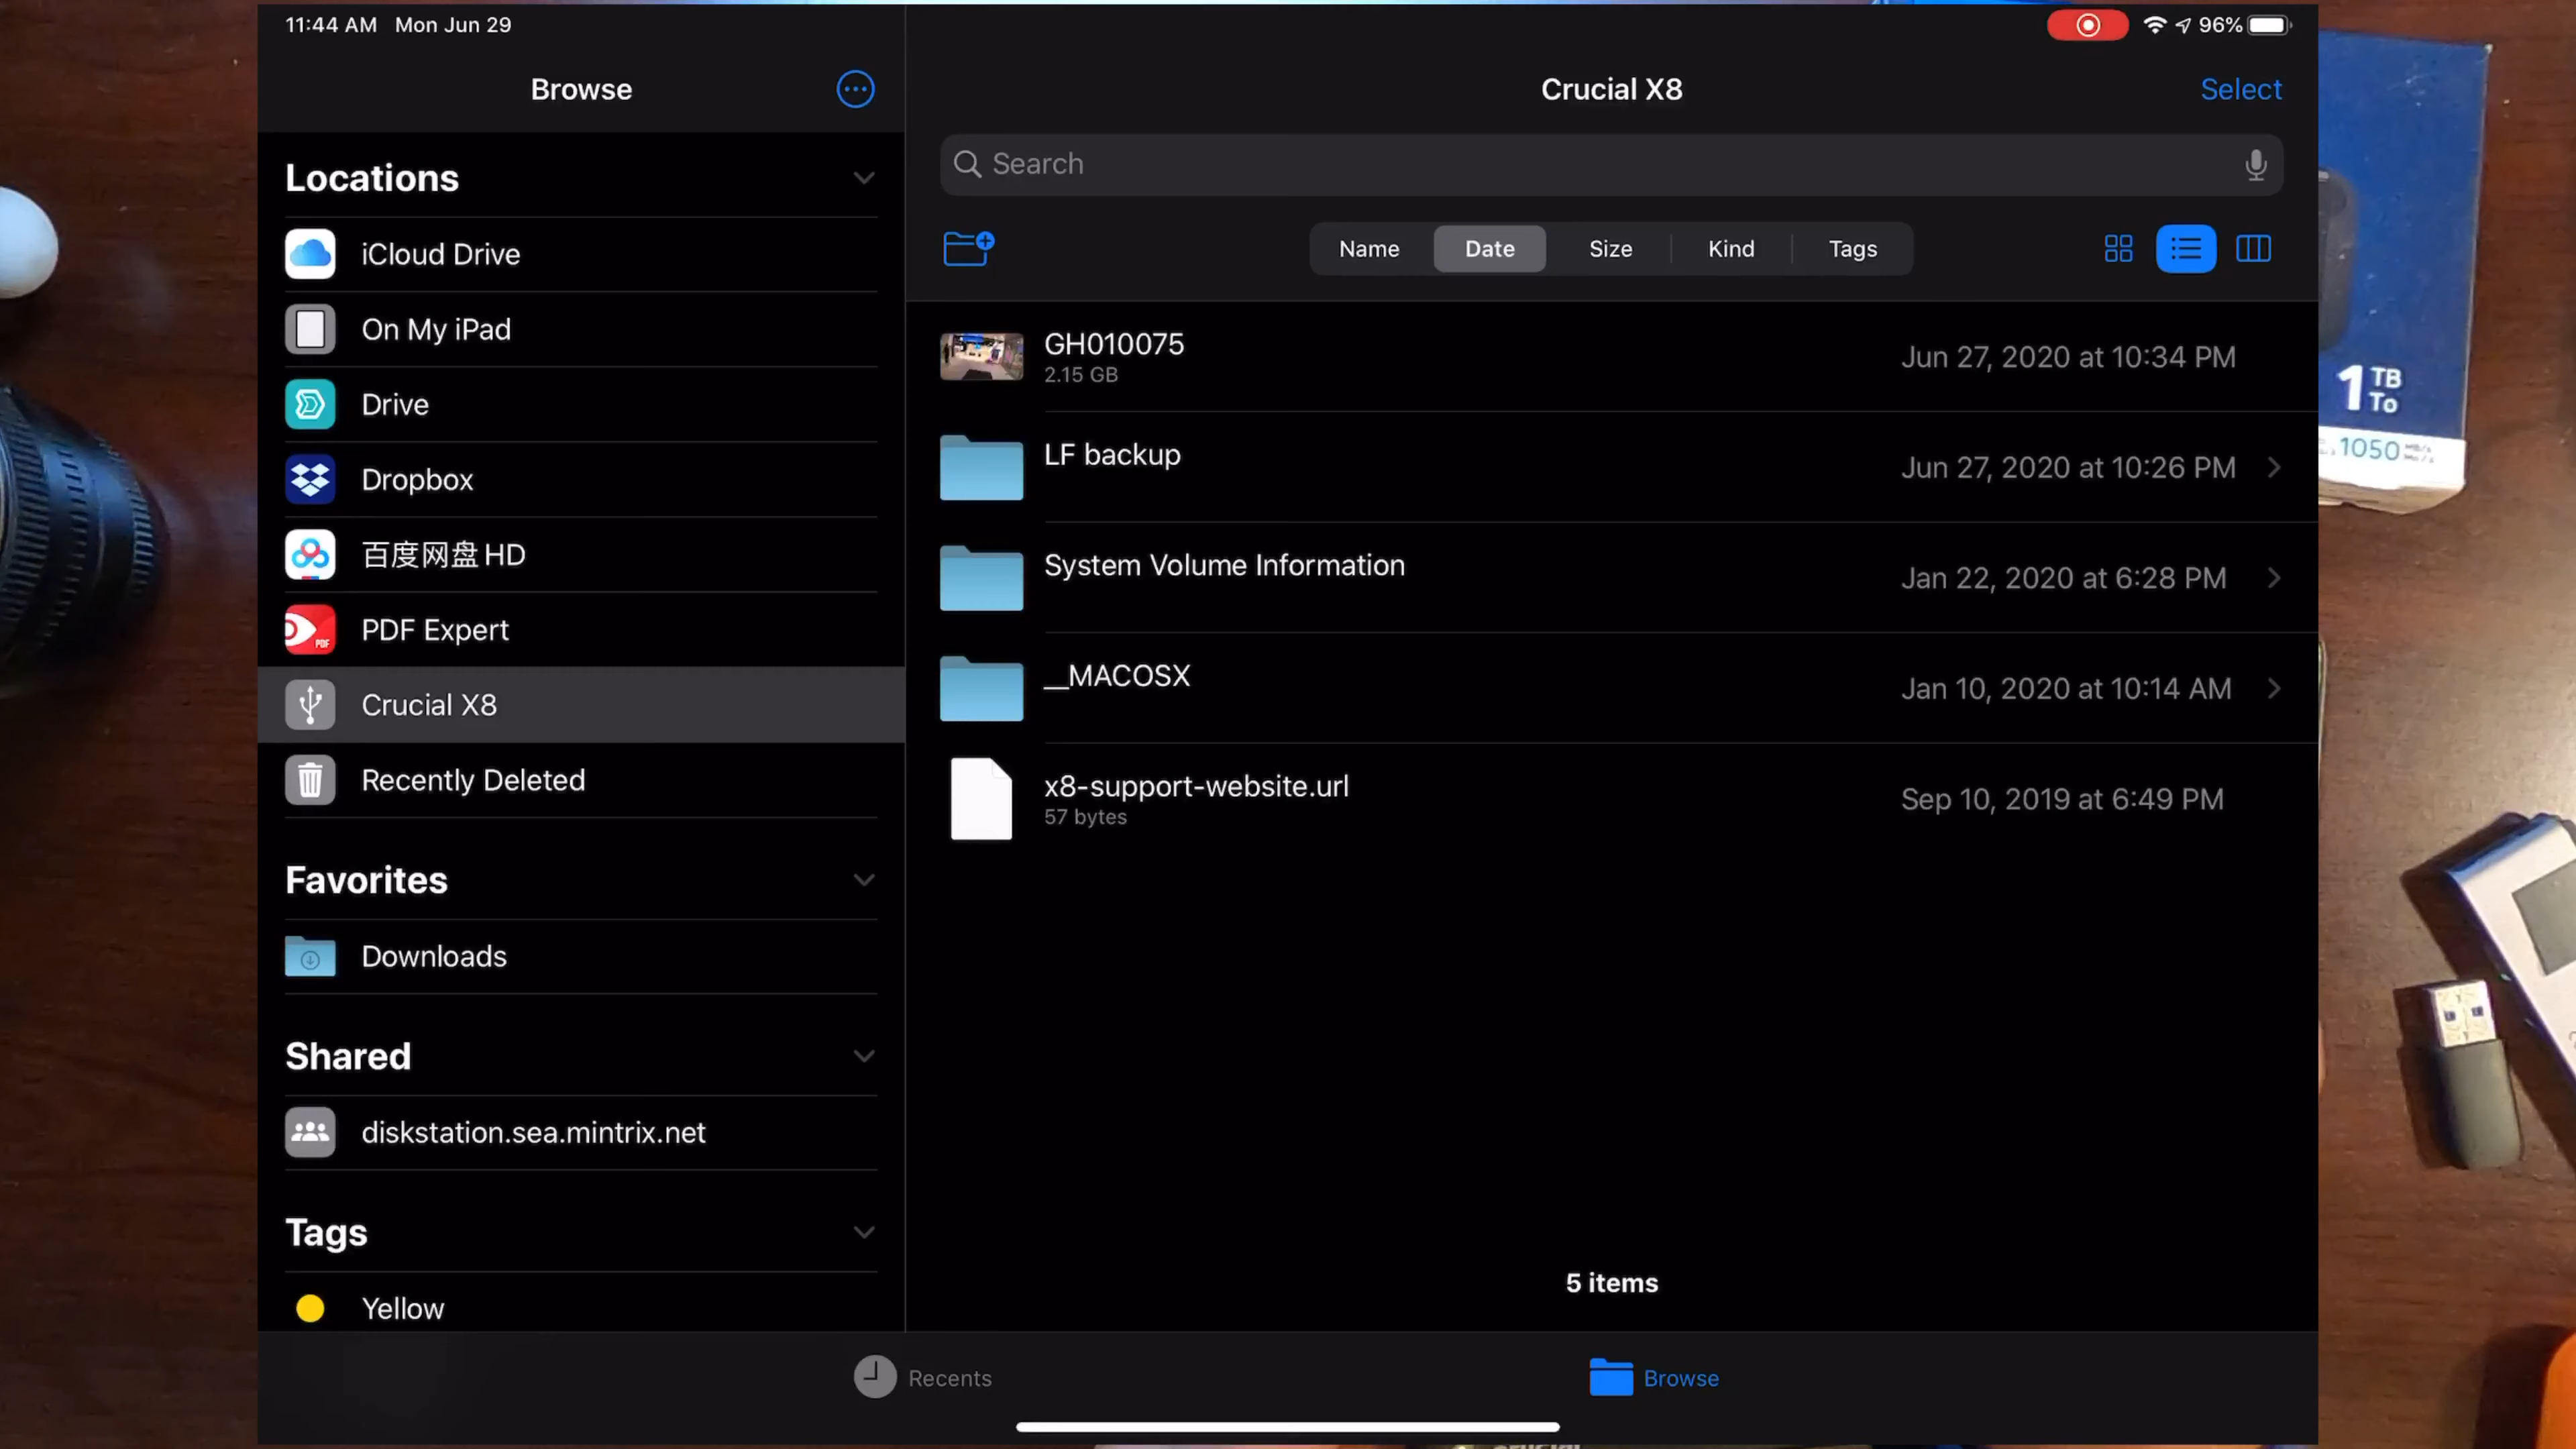 11:44 AM Mon Jun 29
96%
Browse
Locations
iCloud Drive
On My iPad
Drive
Dropbox
百度网盘HD
PDF Expert
PDF
Crucial X8
Recently Deleted
Favorites
Downloads
Shared
diskstation.sea.mintrix.net
Tags
Yellow
Crucial X8
Select
Search
Name Date Size Kind Tags
GH010075
2.15 GB
Jun 27, 2020 at 10:34 PM
LF backup
Jun 27, 2020 at 10:26 PM
System Volume Information
Jan 22, 2020 at 6:28 PM
__MACOSX
Jan 10, 2020 at 10:14 AM
x8-support-website.url
57 bytes
Sep 10, 2019 at 6:49 PM
5 items
Recents
Browse
1 TB
To
1050